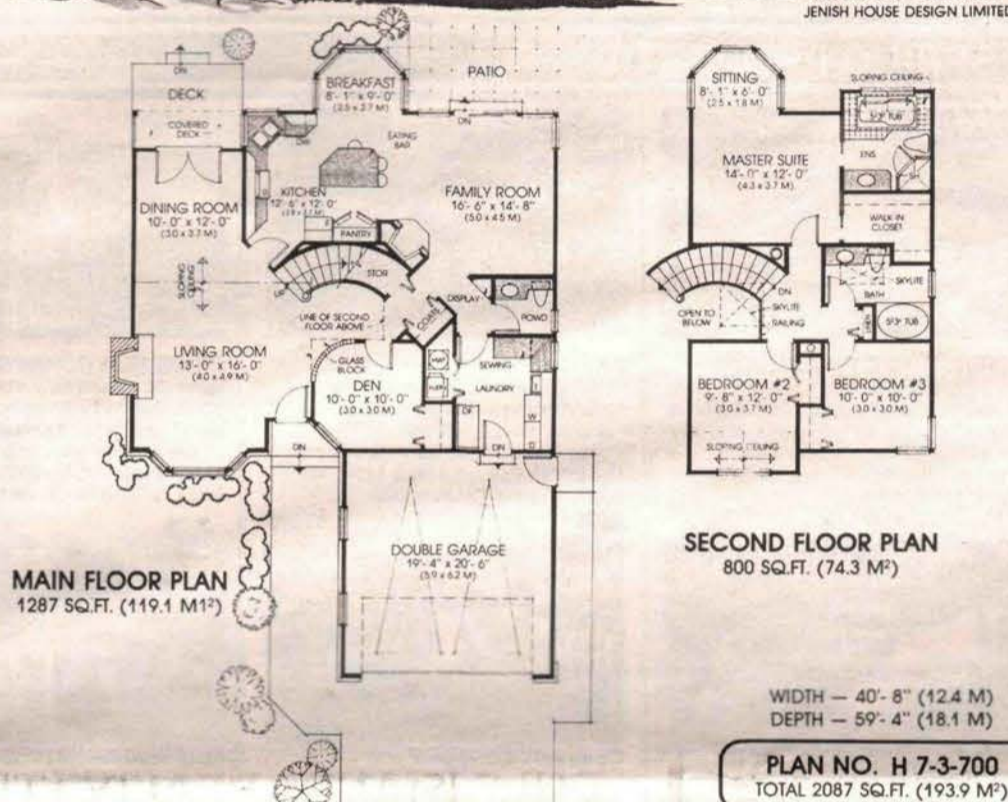 JENISH HOUSE DESIGN LIMITED
DN
DECK
COVERED
DECK
BREAKFAST
8'- 1" x 9'- 0"
PATIO
DN
DW
EATING
BAR
KITCHEN
12'- 6" x 12'- 0"
FAMILY ROOM
16'- 6" x 14'- 8"
(5.0 x 4.5 M)
DINING ROOM
10'- 0" x 12'- 0"
(3.0 x 3.7 M)
PANTRY
SLOPING
CEILING
UP
STOR
DISPLAY
COATS
POWD
LINE OF SECOND
FLOOR ABOVE
LIVING ROOM
13'- 0" x 16'- 0"
(4.0 x 4.9 M)
GLASS
BLOCK
DEN
10'- 0" x 10'- 0"
(3.0 x 3.0 M)
SEWING
LAUNDRY
W
D
DN
DN
DOUBLE GARAGE
19'- 4" x 20'- 6"
(5.9 x 6.2 M)
MAIN FLOOR PLAN
1287 SQ.FT. (119.1 M1²)
SITTING
8'- 1" x 6'- 0"
(2.5 x 1.8 M)
SLOPING CEILING
5'3" TUB
MASTER SUITE
14'- 0" x 12'- 0"
(4.3 x 3.7 M)
ENS
WALK IN
CLOSET
DN
SKYLITE
RAILING
OPEN TO
BELOW
BATH
SKYLITE
5'3" TUB
BEDROOM #2
9'- 8" x 12'- 0"
(3.0 x 3.7 M)
BEDROOM #3
10'- 0" x 10'- 0"
(3.0 x 3.0 M)
SLOPING CEILING
SECOND FLOOR PLAN
800 SQ.FT. (74.3 M²)
WIDTH — 40'- 8" (12.4 M)
DEPTH — 59'- 4" (18.1 M)
PLAN NO. H 7-3-700
TOTAL 2087 SQ.FT. (193.9 M²)